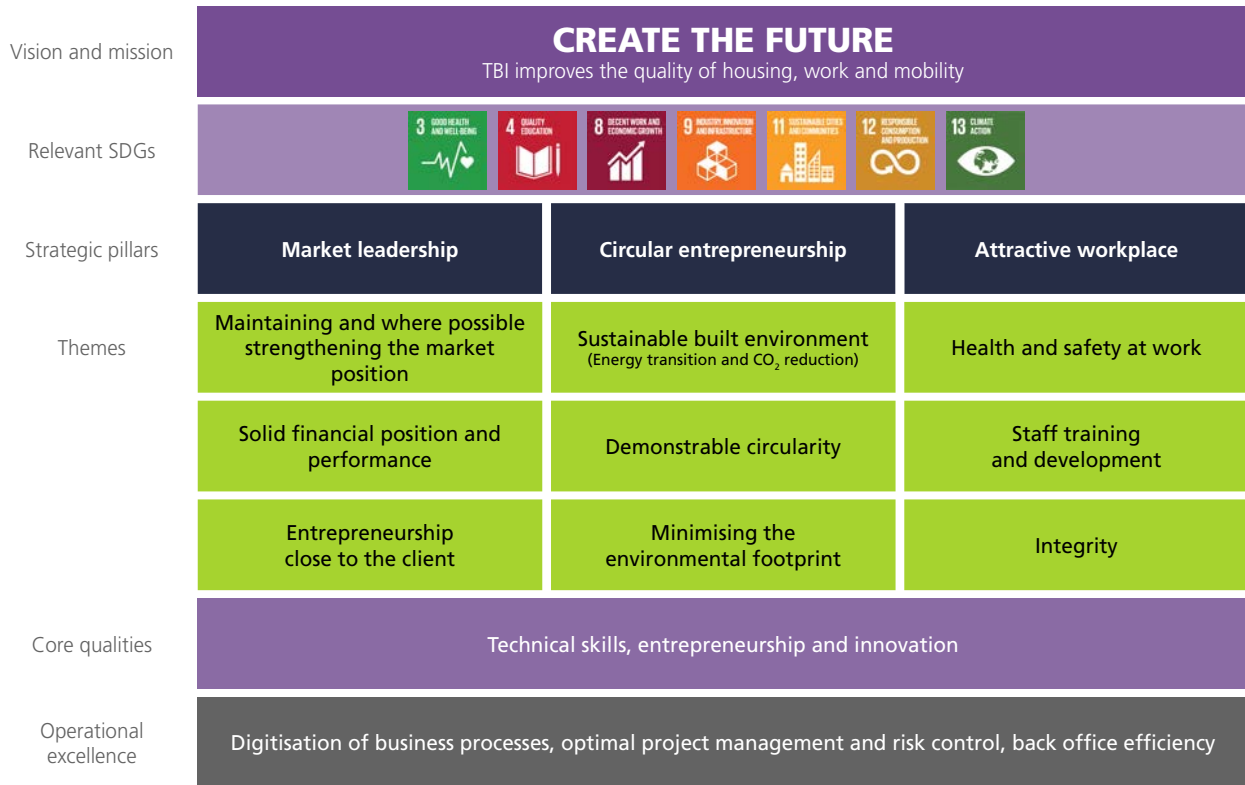 Vision and mission
CREATE THE FUTURE
TBI improves the quality of housing, work and mobility
Relevant SDGs
3 GOOD HEALTH
AND WELL-BEING
4 QUALITY
EDUCATION
8 DECENT WORK AND
ECONOMIC GROWTH
9 INDUSTRY, INNOVATION
AND INFRASTRUCTURE
11 SUSTAINABLE CITIES
AND COMMUNITIES
12 RESPONSIBLE
CONSUMPTION
AND PRODUCTION
13 CLIMATE
ACTION
Strategic pillars
Market leadership
Circular entrepreneurship
Attractive workplace
Themes
Maintaining and where possible
strengthening the market
position
Sustainable built environment
(Energy transition and CO₂ reduction)
Health and safety at work
Solid financial position and
performance
Demonstrable circularity
Staff training
and development
Entrepreneurship
close to the client
Minimising the
environmental footprint
Integrity
Core qualities
Technical skills, entrepreneurship and innovation
Operational
excellence
Digitisation of business processes, optimal project management and risk control, back office efficiency